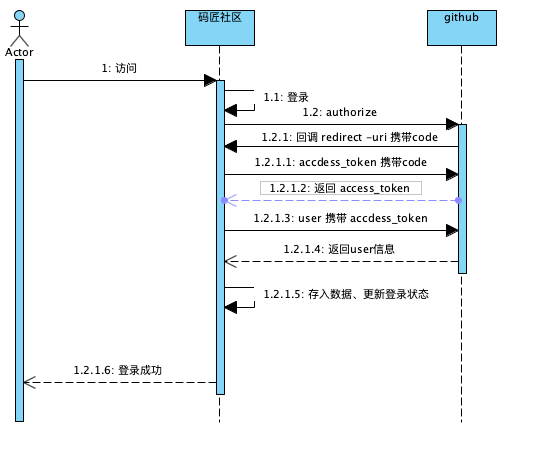 码匠社区
github
Actor
1: 访问
1.1: 登录
1.2: authorize
1.2.1: 回调 redirect -uri 携带code
1.2.1.1: accdess_token 携带code
1.2.1.2: 返回 access_token
1.2.1.3: user 携带 accdess_token
1.2.1.4: 返回user信息
1.2.1.5: 存入数据、更新登录状态
1.2.1.6: 登录成功